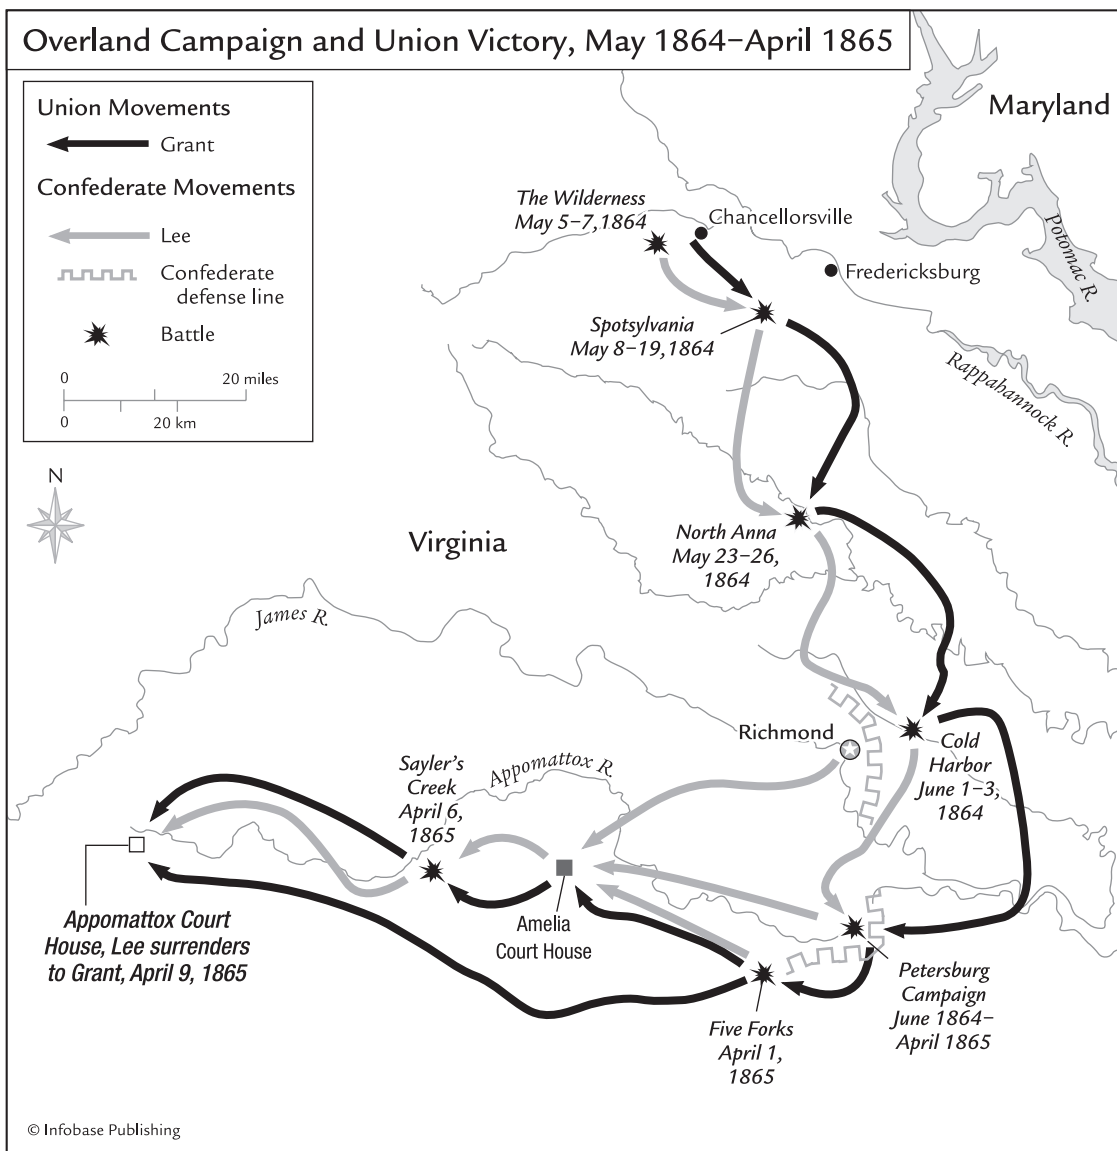 Overland Campaign and Union Victory, May 1864–April 1865
Union Movements
Grant
Confederate Movements
Lee
Confederate
defense line
Battle
0
20 miles
0
20 km
N
Maryland
Potomac R.
The Wilderness
May 5–7,1864
Chancellorsville
Fredericksburg
Spotsylvania
May 8–19,1864
Rappahannock R.
Virginia
North Anna
May 23–26,
1864
James R.
Richmond
Cold
Harbor
June 1–3,
1864
Sayler's
Creek
April 6,
1865
Appomattox R.
Appomattox Court
House, Lee surrenders
to Grant, April 9, 1865
Amelia
Court House
Petersburg
Campaign
June 1864–
April 1865
Five Forks
April 1,
1865
© Infobase Publishing